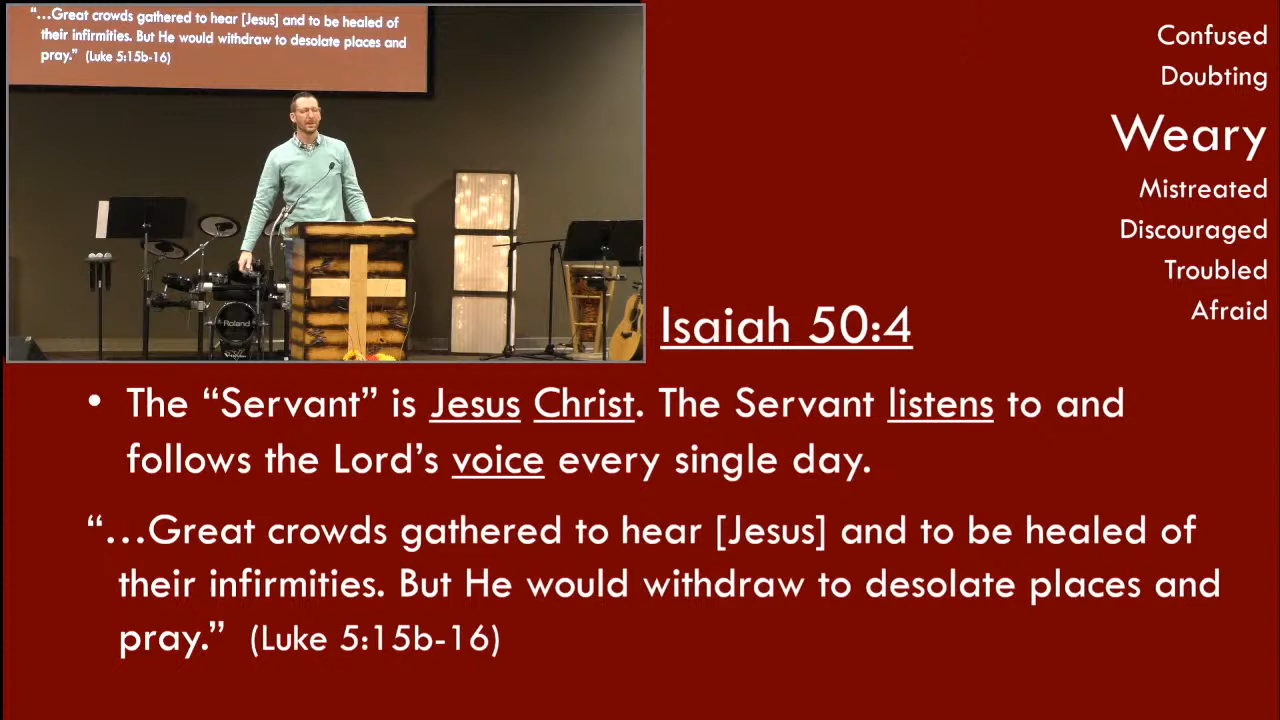 “…Great crowds gathered to hear [Jesus] and to be healed of
their infirmities. But He would withdraw to desolate places and
pray.” (Luke 5:15b-16)
Roland
Confused
Doubting
Weary
Mistreated
Discouraged
Troubled
Afraid
Isaiah 50:4
• The “Servant” is Jesus Christ. The Servant listens to and
follows the Lord’s voice every single day.
“…Great crowds gathered to hear [Jesus] and to be healed of
their infirmities. But He would withdraw to desolate places and
pray.” (Luke 5:15b-16)